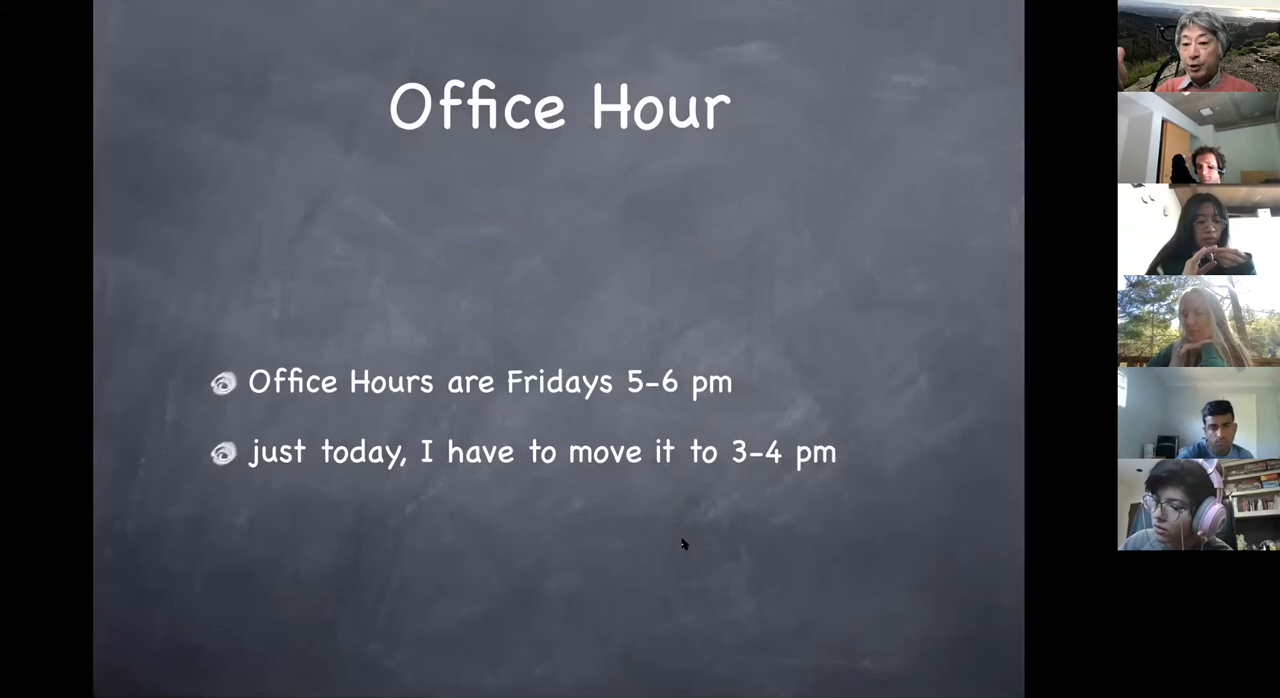 Office Hour
Office Hours are Fridays 5-6 pm
just today, I have to move it to 3-4 pm